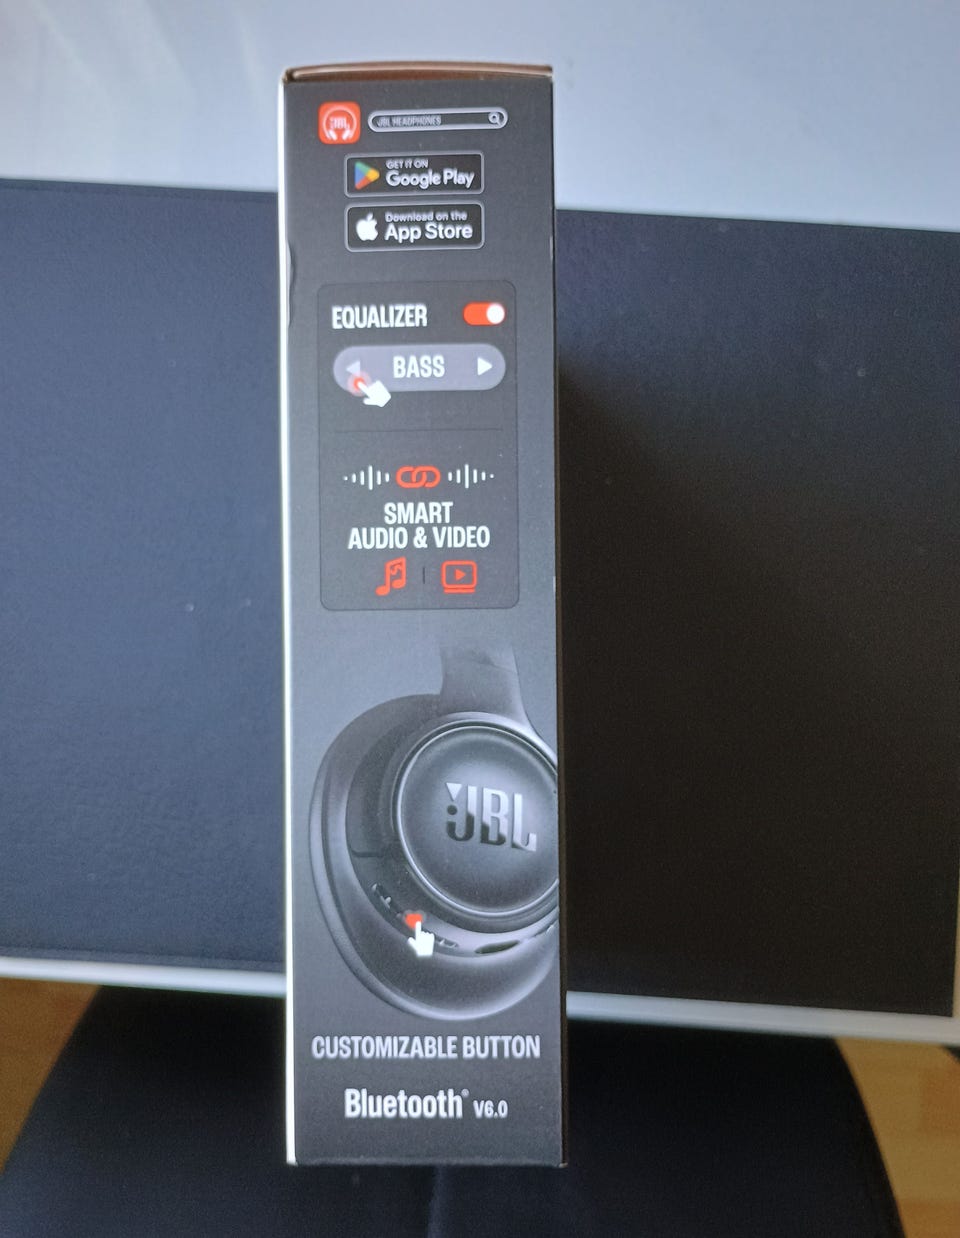 JBL
JBL HEADPHONES
GET IT ON
Google Play
Download on the
App Store
EQUALIZER
BASS
SMART
AUDIO & VIDEO
JBL
CUSTOMIZABLE BUTTON
Bluetooth® V6.0